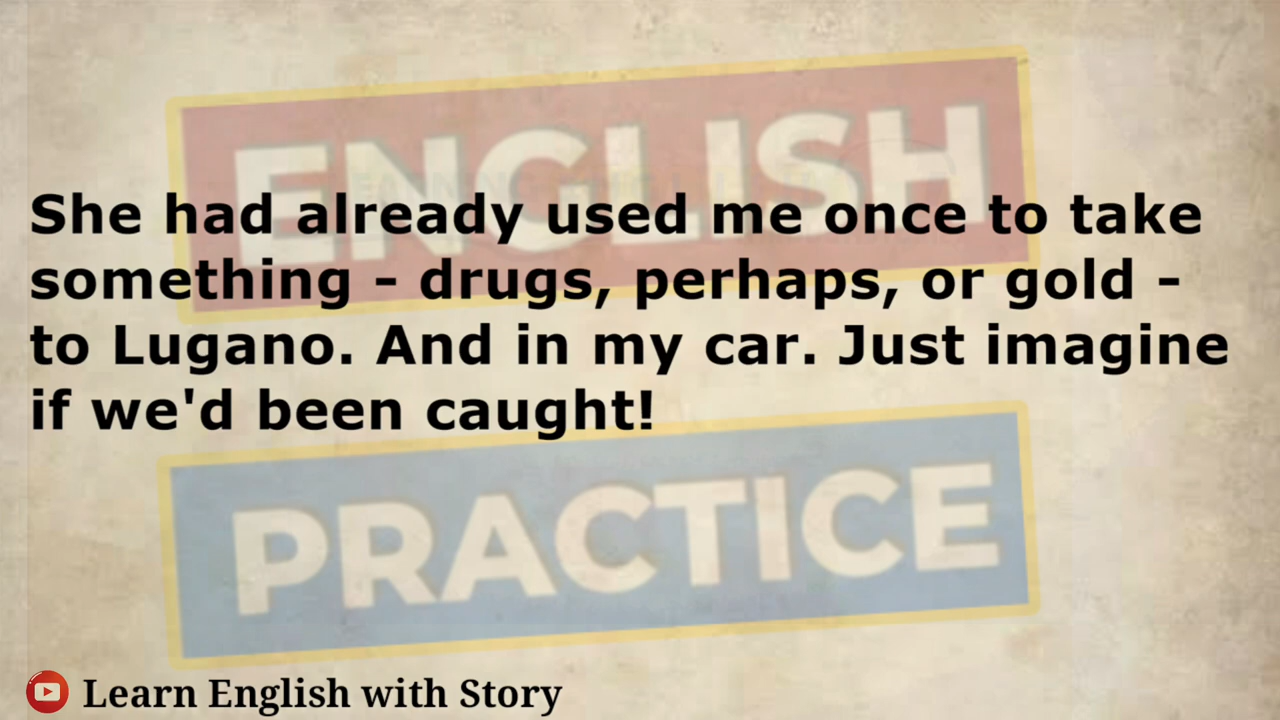 ENGLISH
She had already used me once to take
something - drugs, perhaps, or gold -
to Lugano. And in my car. Just imagine
if we'd been caught!
PRACTICE
Learn English with Story